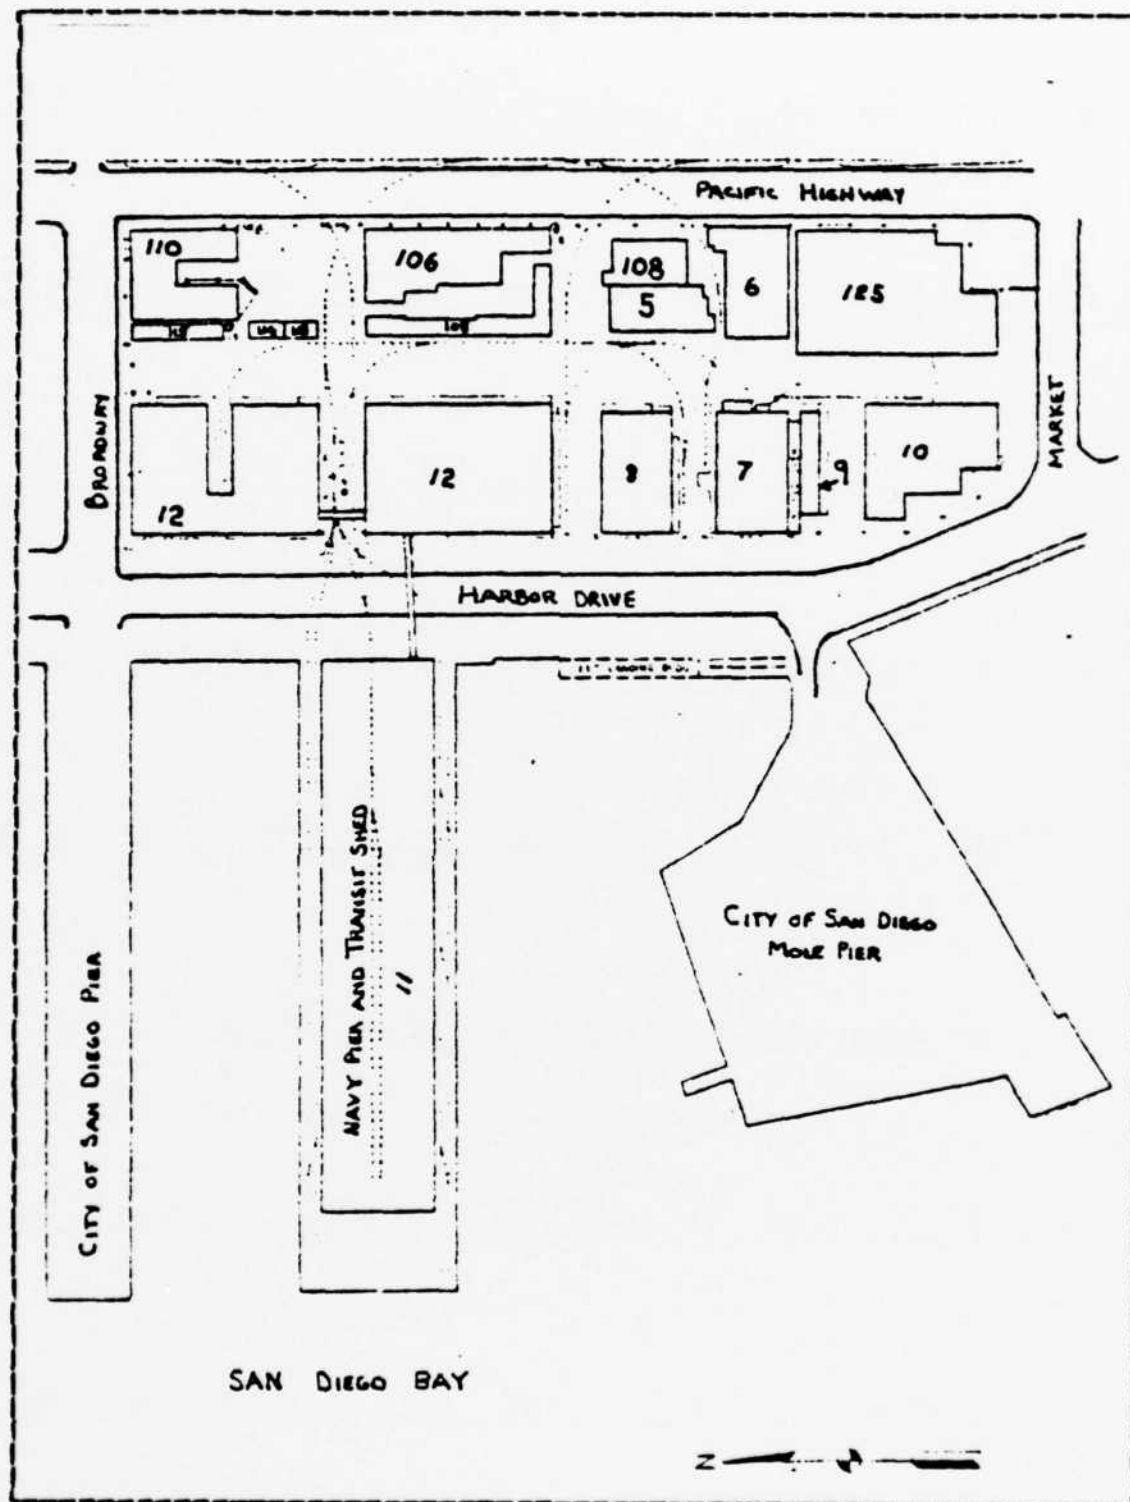 PACIFIC HIGHWAY
110
106
108
5
6
125
BROADWAY
MARKET
12
12
8
7
9
10
HARBOR DRIVE
NAVY PIER AND TRANSIT SHED
11
CITY OF SAN DIEGO PIER
CITY OF SAN DIEGO
MOLE PIER
SAN DIEGO BAY
Z